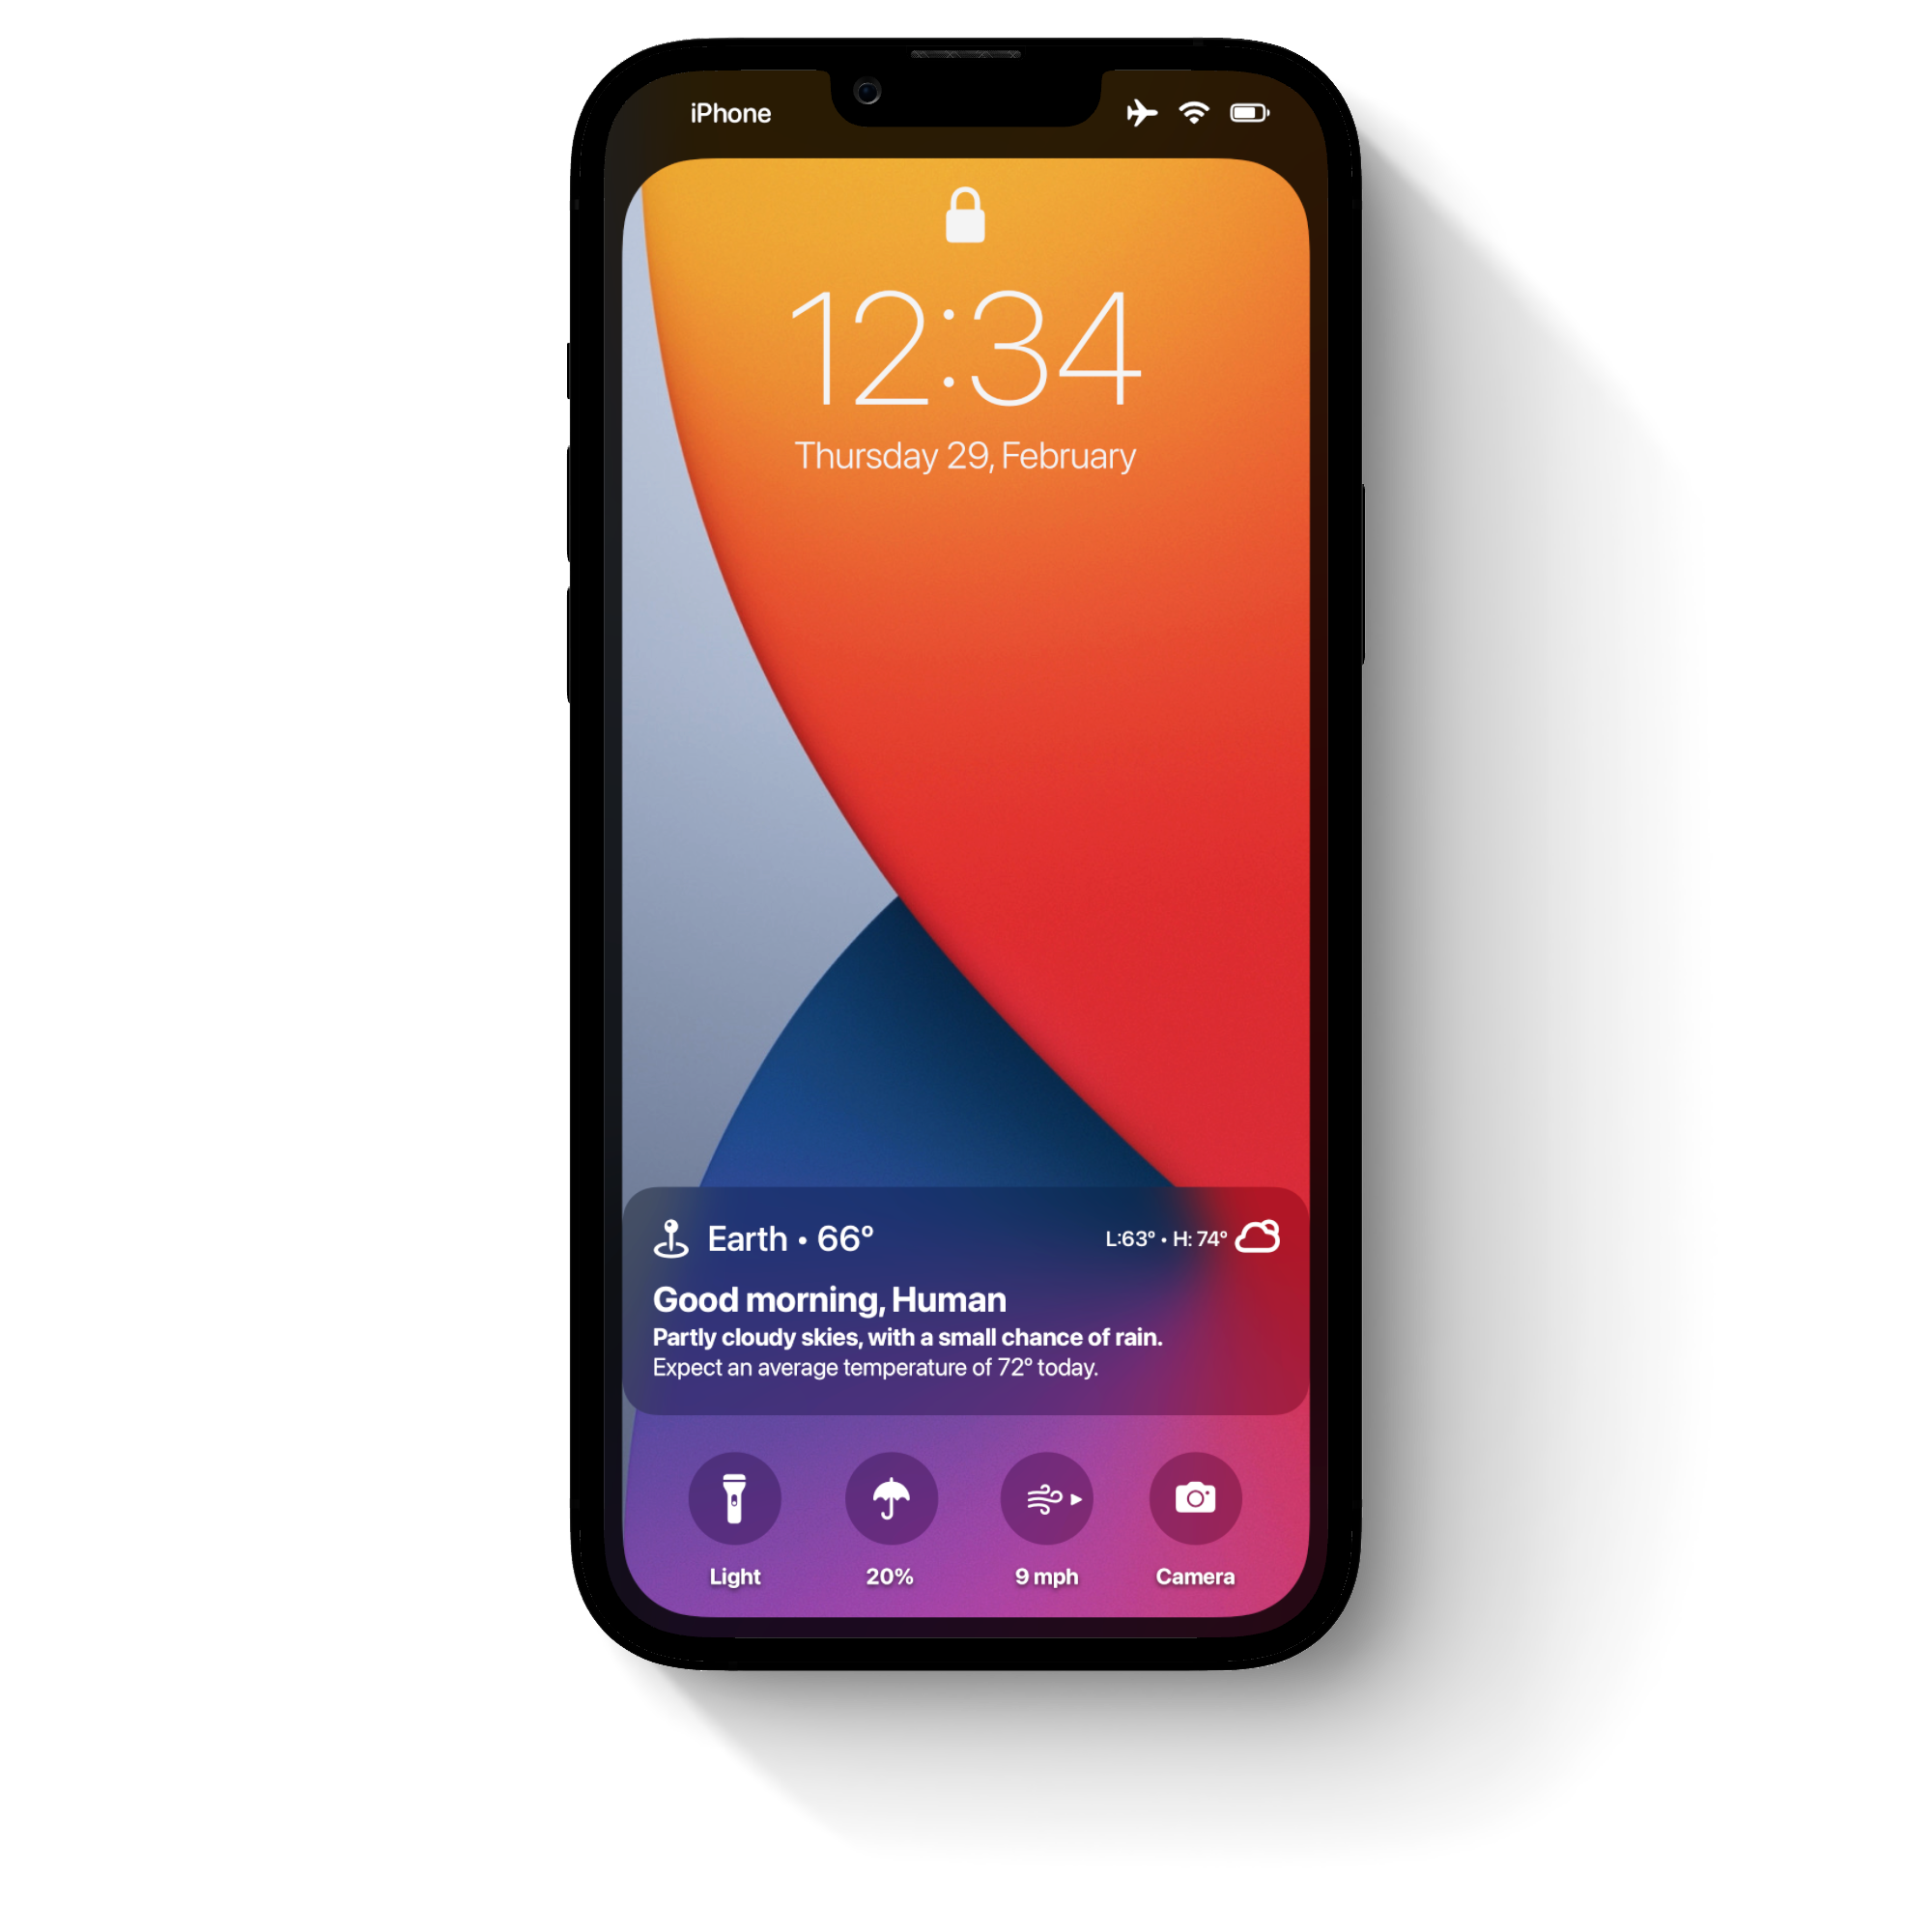 iPhone
12:34
Thursday 29, February
Earth • 66°
L:63° • H: 74°
Good morning, Human
Partly cloudy skies, with a small chance of rain.
Expect an average temperature of 72° today.
Light
20%
9 mph
Camera